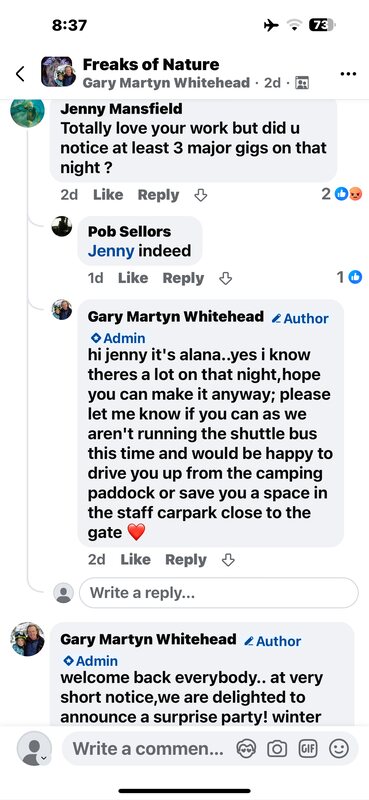 8:37
73
Freaks of Nature
Gary Martyn Whitehead · 2d ·
Jenny Mansfield
Totally love your work but did u
notice at least 3 major gigs on that
night ?
2d Like Reply 2
Pob Sellors
Jenny indeed
1d Like Reply 1
Gary Martyn Whitehead Author
Admin
hi jenny it's alana..yes i know
theres a lot on that night,hope
you can make it anyway; please
let me know if you can as we
aren't running the shuttle bus
this time and would be happy to
drive you up from the camping
paddock or save you a space in
the staff carpark close to the
gate ❤️
2d Like Reply
Write a reply...
Gary Martyn Whitehead Author
Admin
welcome back everybody.. at very
short notice,we are delighted to
announce a surprise party! winter
Write a commen...
GIF